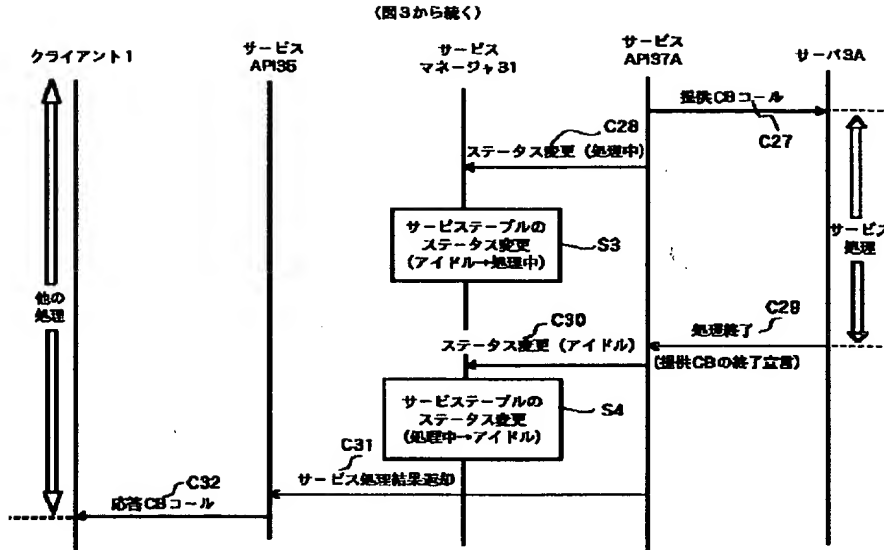 （図3から続く）
クライアント1
サービス
API35
サービス
マネージャ31
サービス
API37A
サーバ3A
提供CBコール
C27
C28
ステータス変更（処理中）
サービステーブルの
ステータス変更
（アイドル→処理中）
S3
サービス
処理
他の
処理
C30
ステータス変更（アイドル）
C29
処理終了
（提供CBの終了宣言）
サービステーブルの
ステータス変更
（処理中→アイドル）
S4
C31
サービス処理結果返却
C32
応答CBコール